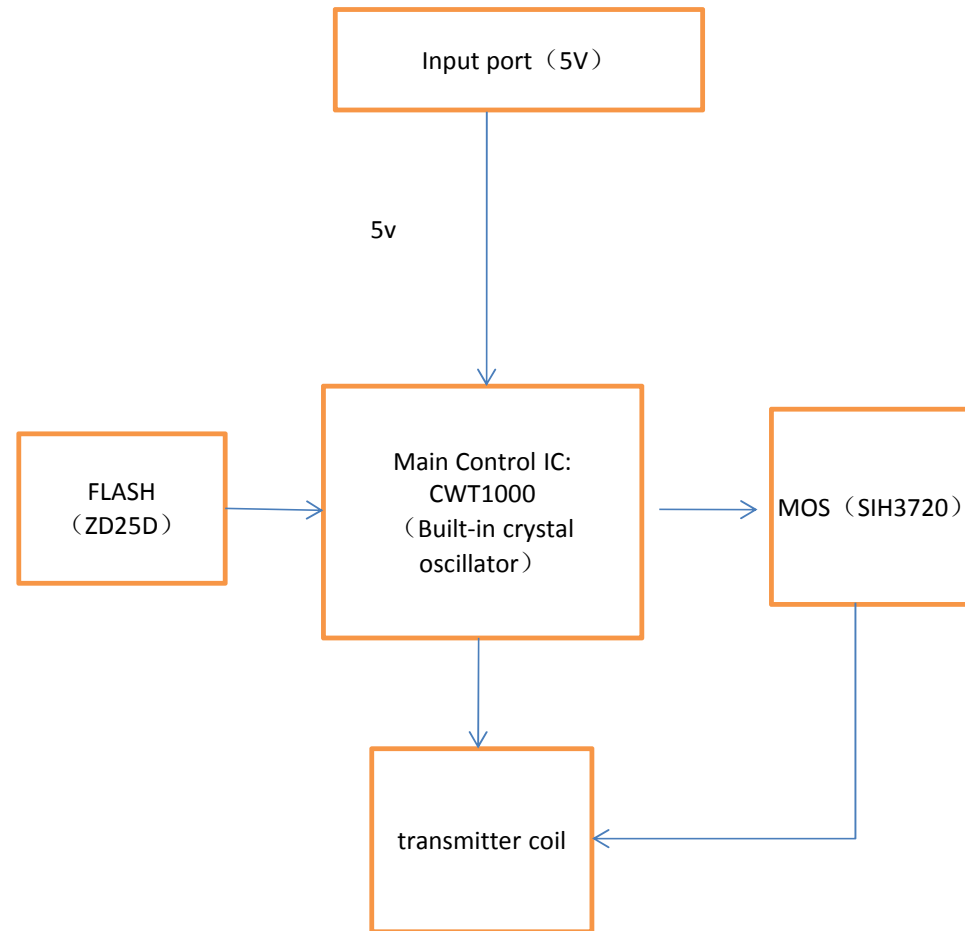 Input port（5V）
5v
FLASH
（ZD25D）
Main Control IC:
CWT1000
（Built-in crystal
oscillator）
MOS（SIH3720）
transmitter coil